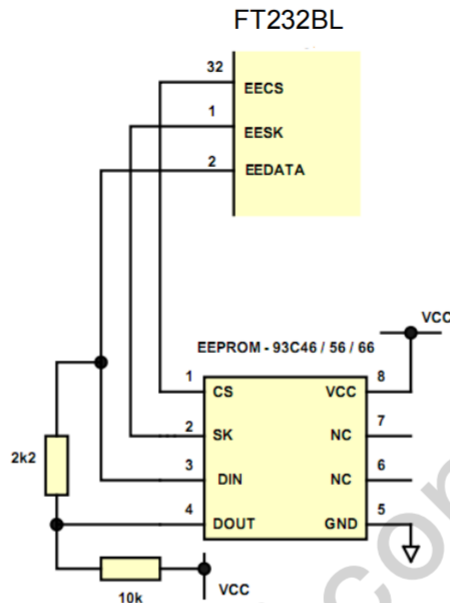 FT232BL
32
EECS
1
EESK
2
EEDATA
VCC
EEPROM - 93C46 / 56 / 66
1 CS VCC 8
2 SK NC 7
3 DIN NC 6
4 DOUT GND 5
2k2
10k
VCC